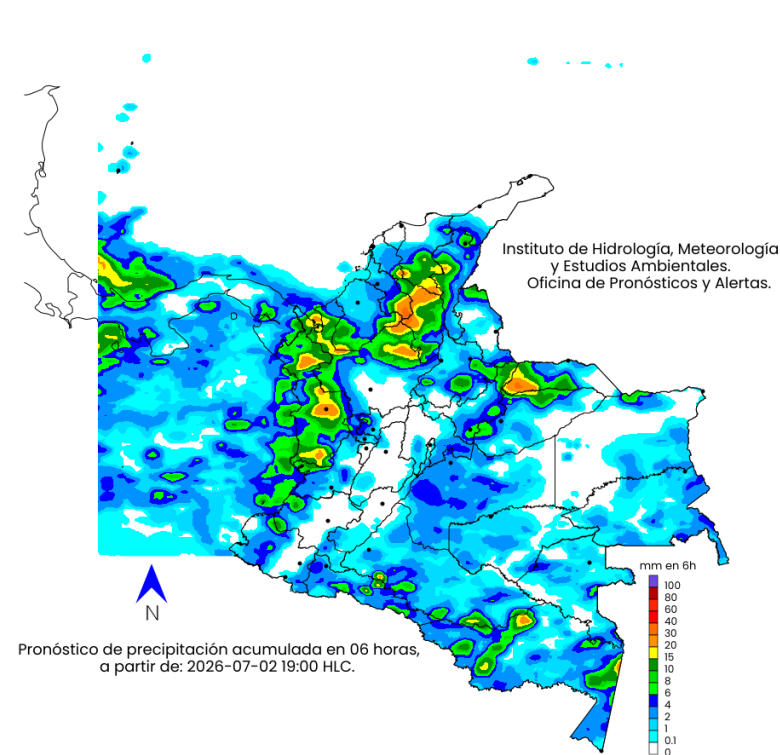 Instituto de Hidrología, Meteorología
y Estudios Ambientales.
Oficina de Pronósticos y Alertas.
mm en 6h
100
80
60
40
30
20
15
10
8
6
4
2
1
0.1
0
N
Pronóstico de precipitación acumulada en 06 horas,
a partir de: 2026-07-02 19:00 HLC.